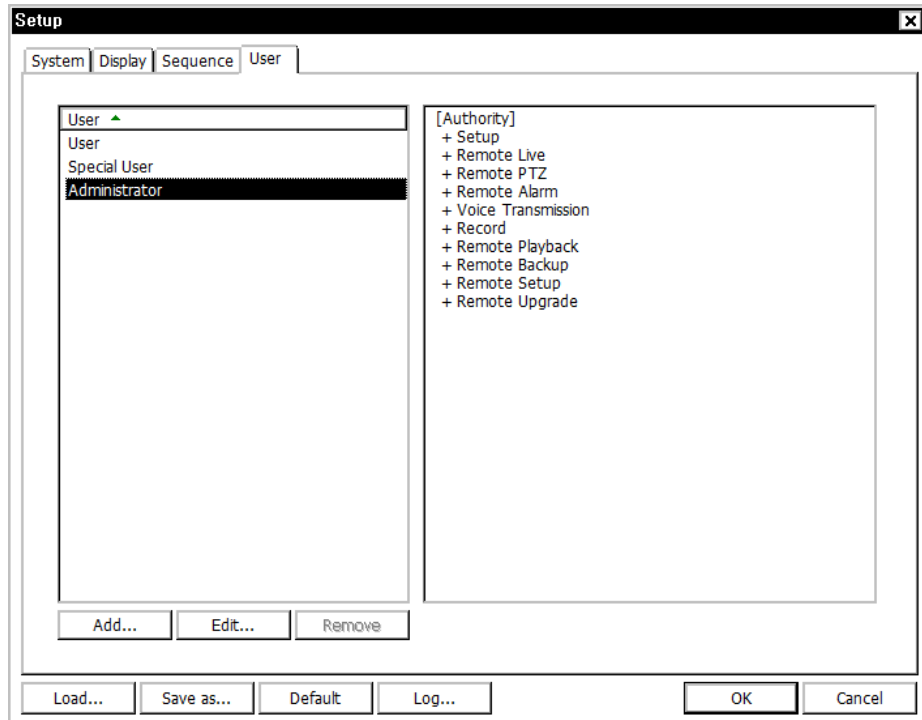 Setup
System Display Sequence User
User
User
Special User
Administrator
[Authority]
+ Setup
+ Remote Live
+ Remote PTZ
+ Remote Alarm
+ Voice Transmission
+ Record
+ Remote Playback
+ Remote Backup
+ Remote Setup
+ Remote Upgrade
Add... Edit... Remove
Load... Save as... Default Log... OK Cancel